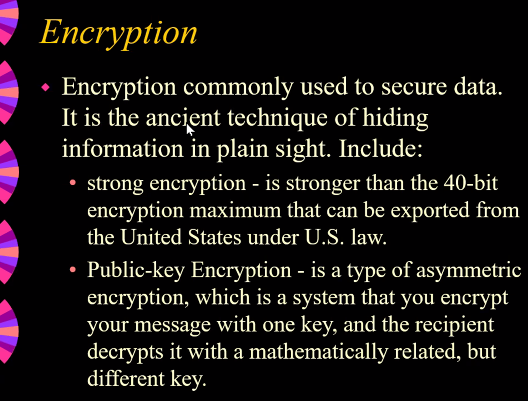 Encryption
Encryption commonly used to secure data.
It is the ancient technique of hiding
information in plain sight. Include:
strong encryption - is stronger than the 40-bit
encryption maximum that can be exported from
the United States under U.S. law.
Public-key Encryption - is a type of asymmetric
encryption, which is a system that you encrypt
your message with one key, and the recipient
decrypts it with a mathematically related, but
different key.